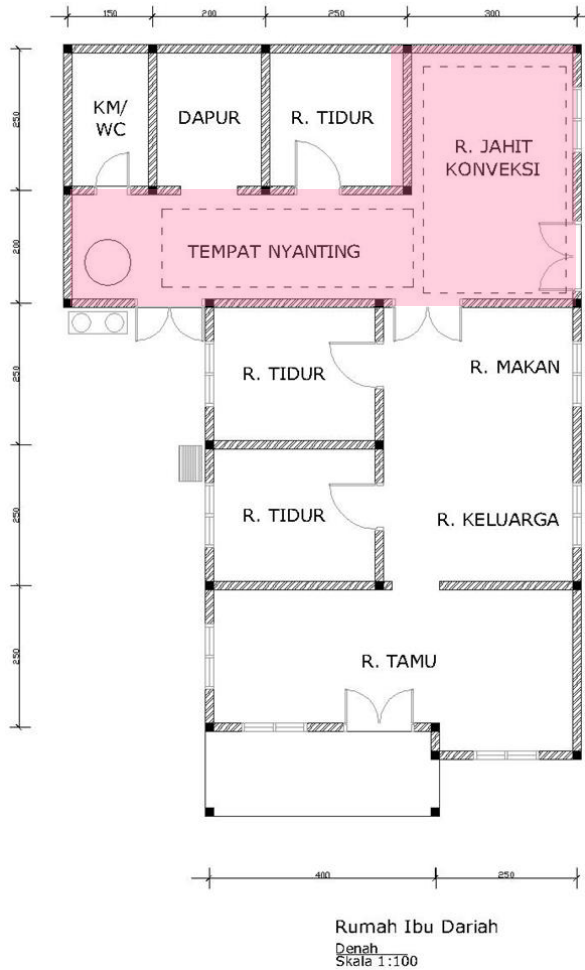 150 200 250 300
KM/
WC
DAPUR
R. TIDUR
R. JAHIT
KONVEKSI
250
200
TEMPAT NYANTING
250
R. TIDUR
R. MAKAN
250
R. TIDUR
R. KELUARGA
250
R. TAMU
400 250
Rumah Ibu Dariah
Denah
Skala 1:100